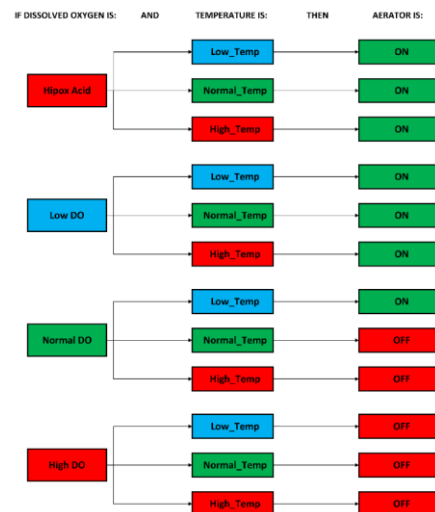 IF DISSOLVED OXYGEN IS: AND TEMPERATURE IS: THEN AERATOR IS:
Low_Temp ON
Hipox Acid Normal_Temp ON
High_Temp ON
Low_Temp ON
Low DO Normal_Temp ON
High_Temp ON
Low_Temp ON
Normal DO Normal_Temp OFF
High_Temp OFF
Low_Temp OFF
High DO Normal_Temp OFF
High_Temp OFF